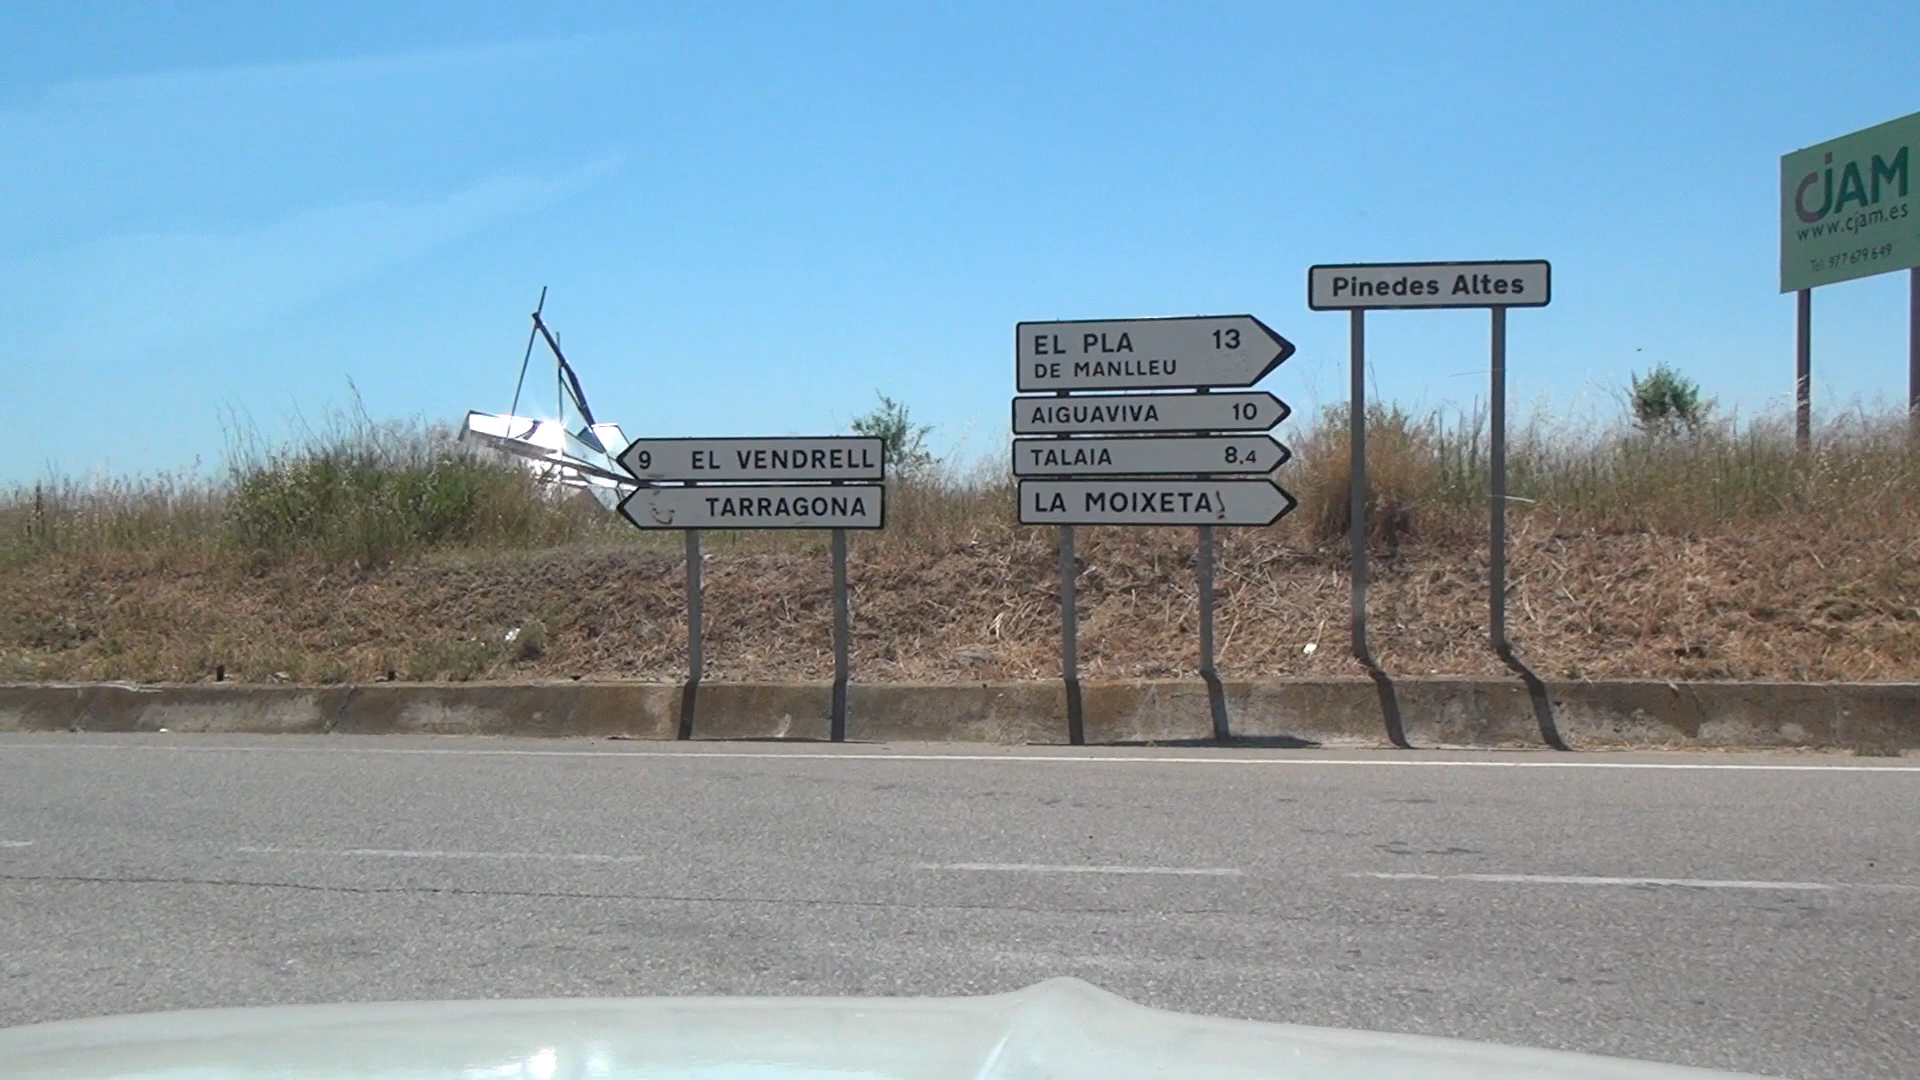 9 EL VENDRELL
TARRAGONA
EL PLA 13
DE MANLLEU
AIGUAVIVA 10
TALAIA 8,4
LA MOIXETA
Pinedes Altes
CJAM
www.cjam.es
Tel. 977 679 649